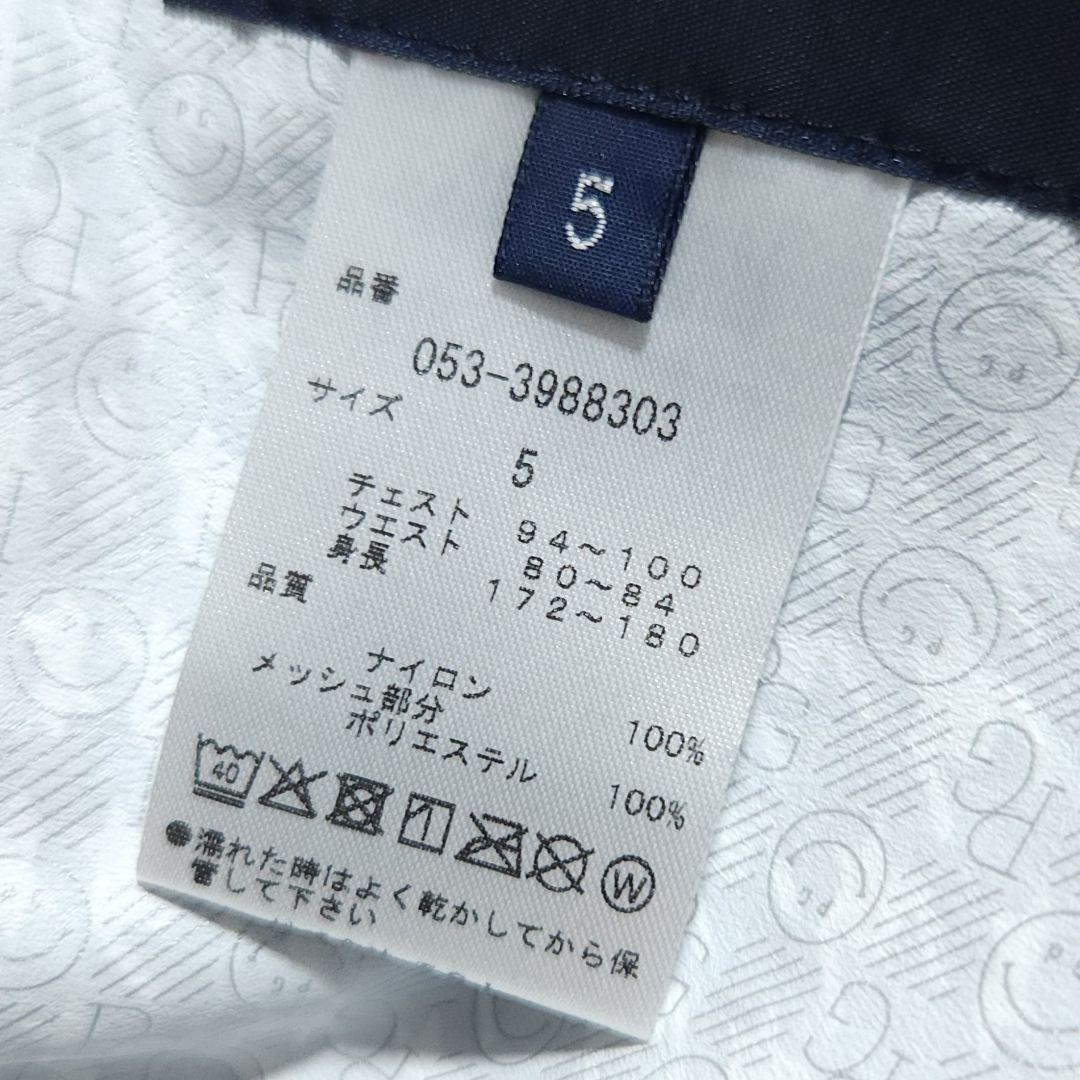 5
品番
053-3988303
サイズ
5
チェスト 94～100
ウエスト 80～84
身長 172～180
品質
ナイロン 100%
メッシュ部分
ポリエステル 100%
40
W
●濡れた時はよく乾かしてから保
管して下さい